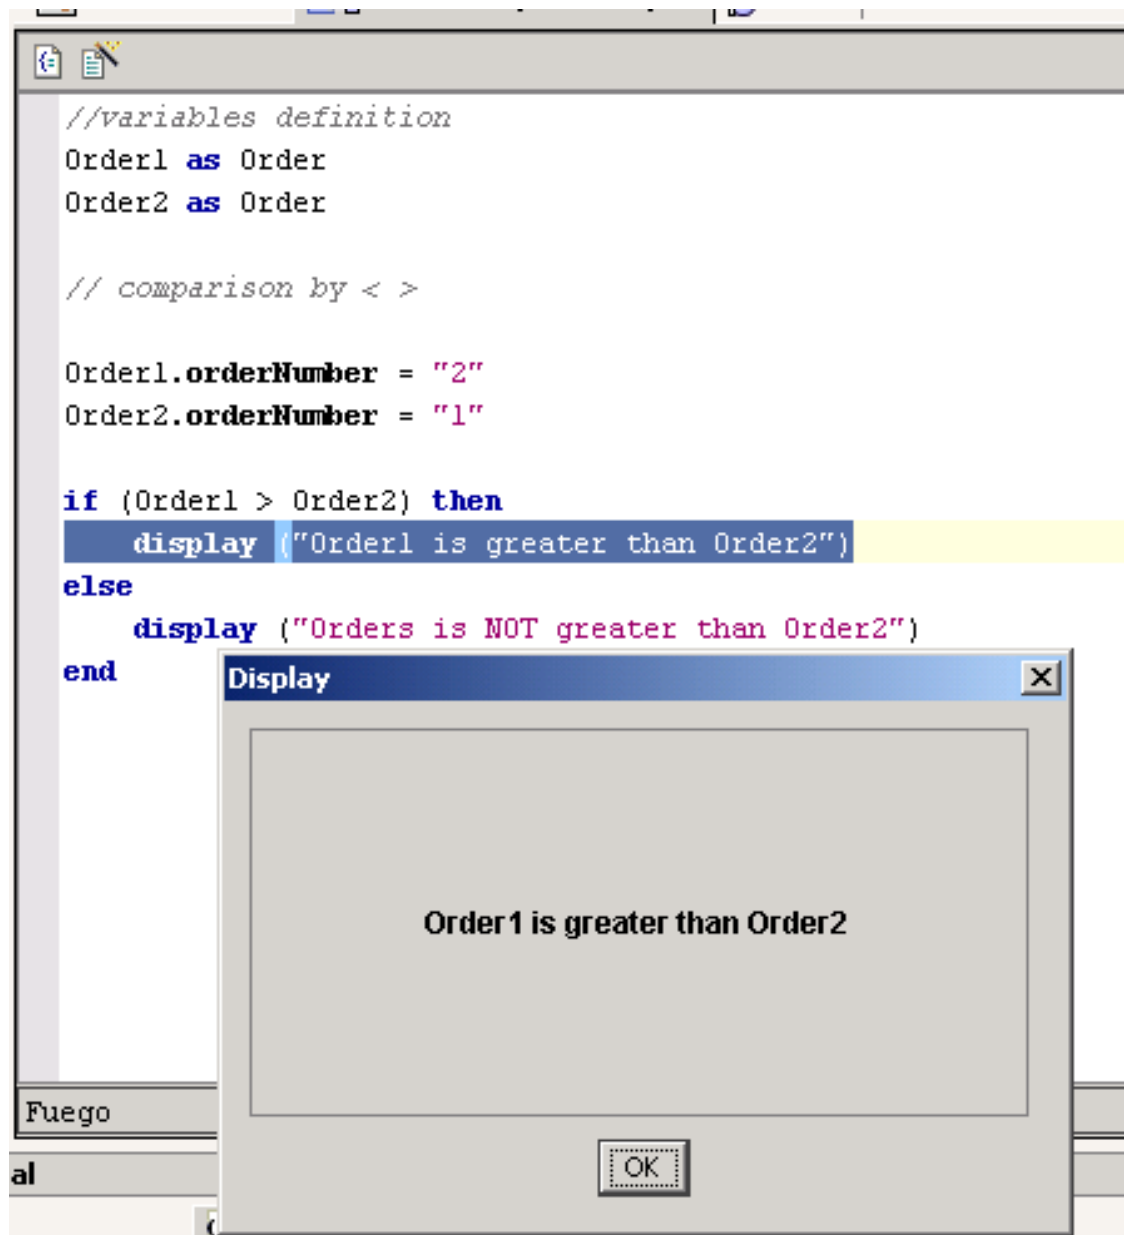 //variables definition
Order1 as Order
Order2 as Order
// comparison by < >
Order1.orderNumber = "2"
Order2.orderNumber = "1"
if (Order1 > Order2) then
display ("Order1 is greater than Order2")
else
display ("Orders is NOT greater than Order2")
end
Display
Order1 is greater than Order2
OK
Fuego
al